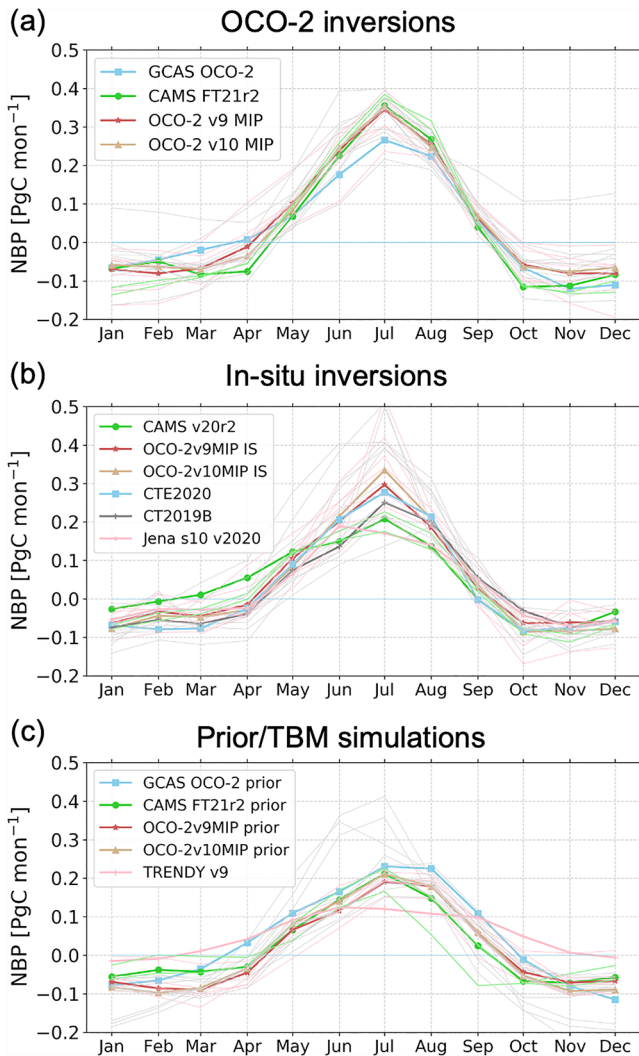 (a) OCO-2 inversions
0.5
0.4
0.3
0.2
0.1
0.0
−0.1
−0.2
NBP [PgC mon⁻¹]
GCAS OCO-2
CAMS FT21r2
OCO-2 v9 MIP
OCO-2 v10 MIP
Jan Feb Mar Apr May Jun Jul Aug Sep Oct Nov Dec
(b) In-situ inversions
0.5
0.4
0.3
0.2
0.1
0.0
−0.1
−0.2
NBP [PgC mon⁻¹]
CAMS v20r2
OCO-2v9MIP IS
OCO-2v10MIP IS
CTE2020
CT2019B
Jena s10 v2020
Jan Feb Mar Apr May Jun Jul Aug Sep Oct Nov Dec
(c) Prior/TBM simulations
0.5
0.4
0.3
0.2
0.1
0.0
−0.1
−0.2
NBP [PgC mon⁻¹]
GCAS OCO-2 prior
CAMS FT21r2 prior
OCO-2v9MIP prior
OCO-2v10MIP prior
TRENDY v9
Jan Feb Mar Apr May Jun Jul Aug Sep Oct Nov Dec